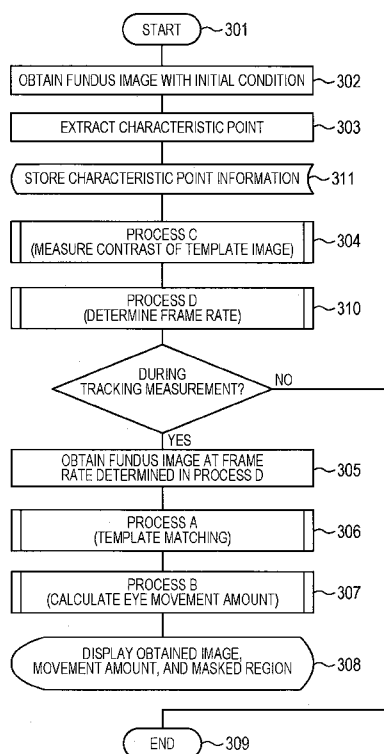 START
301
OBTAIN FUNDUS IMAGE WITH INITIAL CONDITION
302
EXTRACT CHARACTERISTIC POINT
303
STORE CHARACTERISTIC POINT INFORMATION
311
PROCESS C
(MEASURE CONTRAST OF TEMPLATE IMAGE)
304
PROCESS D
(DETERMINE FRAME RATE)
310
DURING
TRACKING MEASUREMENT?
NO
YES
OBTAIN FUNDUS IMAGE AT FRAME
RATE DETERMINED IN PROCESS D
305
PROCESS A
(TEMPLATE MATCHING)
306
PROCESS B
(CALCULATE EYE MOVEMENT AMOUNT)
307
DISPLAY OBTAINED IMAGE,
MOVEMENT AMOUNT, AND MASKED REGION
308
END
309